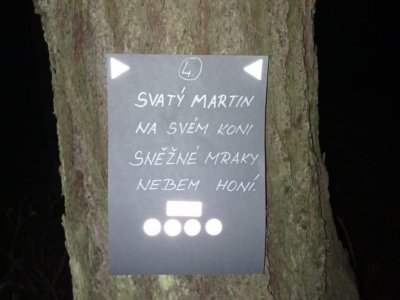 4
SVATÝ MARTIN
NA SVÉM KONI
SNĚŽNÉ MRAKY
NEBEM HONÍ.